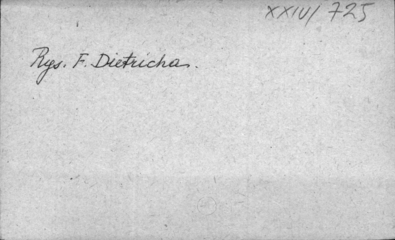 XXIV/725
Rys. F. Dietricha.